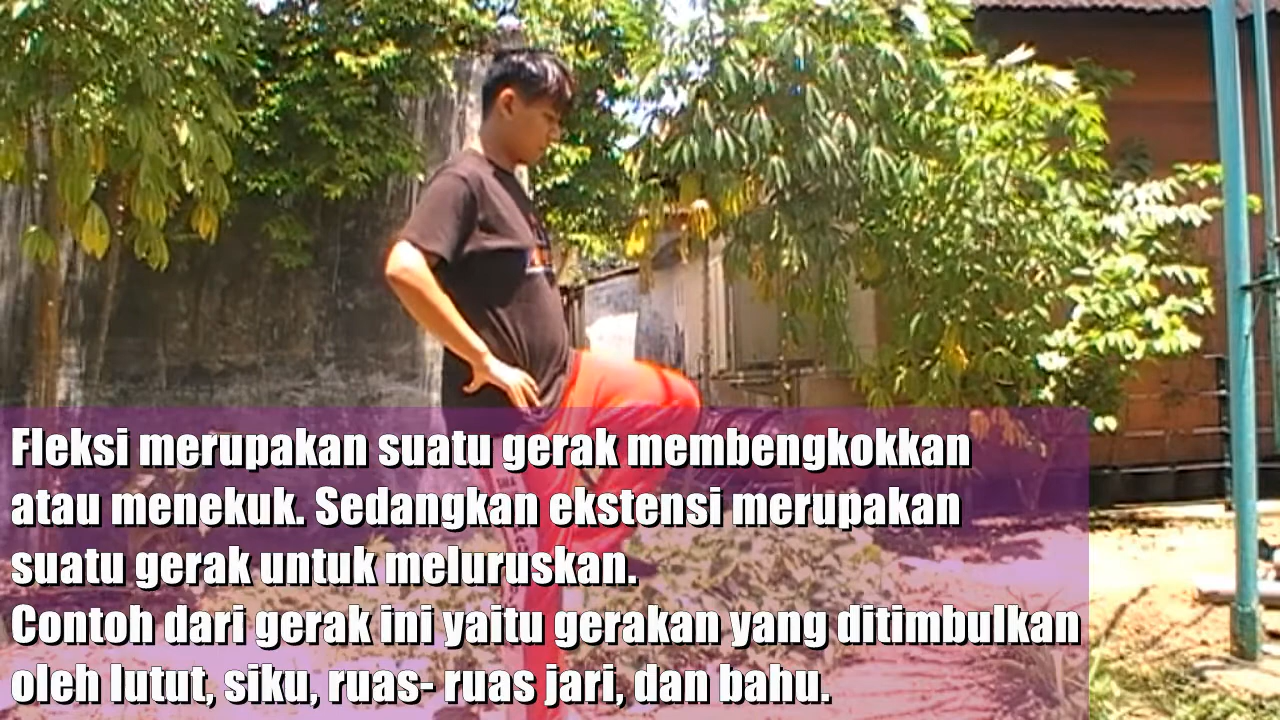 Fleksi merupakan suatu gerak membengkokkan
atau menekuk. Sedangkan ekstensi merupakan
suatu gerak untuk meluruskan.
Contoh dari gerak ini yaitu gerakan yang ditimbulkan
oleh lutut, siku, ruas- ruas jari, dan bahu.